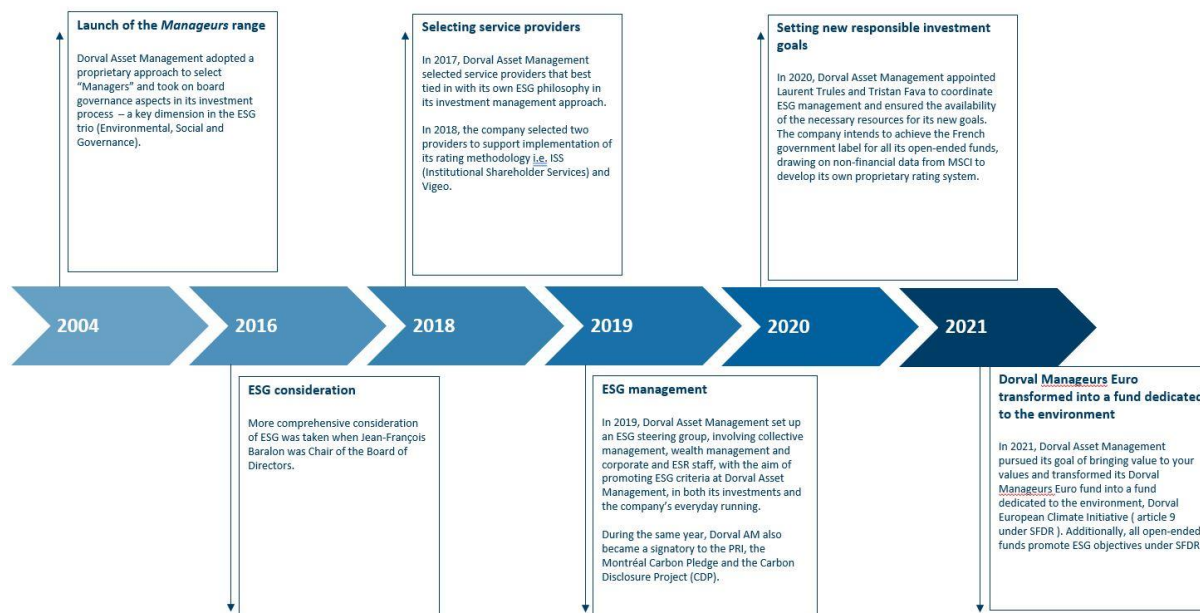 Launch of the Manageurs range
Dorval Asset Management adopted a
proprietary approach to select
“Managers” and took on board
governance aspects in its investment
process – a key dimension in the ESG
trio (Environmental, Social and
Governance).
Selecting service providers
In 2017, Dorval Asset Management
selected service providers that best
tied in with its own ESG philosophy in
its investment management approach.
In 2018, the company selected two
providers to support implementation of
its rating methodology i.e. ISS
(Institutional Shareholder Services) and
Vigeo.
Setting new responsible investment
goals
In 2020, Dorval Asset Management appointed
Laurent Trules and Tristan Fava to coordinate
ESG management and ensured the availability
of the necessary resources for its new goals.
The company intends to achieve the French
government label for all its open-ended funds,
drawing on non-financial data from MSCI to
develop its own proprietary rating system.
2004
2016
2018
2019
2020
2021
ESG consideration
More comprehensive consideration
of ESG was taken when Jean-François
Baralon was Chair of the Board of
Directors.
ESG management
In 2019, Dorval Asset Management set up
an ESG steering group, involving collective
management, wealth management and
corporate and ESR staff, with the aim of
promoting ESG criteria at Dorval Asset
Management, in both its investments and
the company’s everyday running.
During the same year, Dorval AM also
became a signatory to the PRI, the
Montréal Carbon Pledge and the Carbon
Disclosure Project (CDP).
Dorval Manageurs Euro
transformed into a fund dedicated
to the environment
In 2021, Dorval Asset Management
pursued its goal of bringing value to your
values and transformed its Dorval
Manageurs Euro fund into a fund
dedicated to the environment, Dorval
European Climate Initiative ( article 9
under SFDR ). Additionally, all open-ended
funds promote ESG objectives under SFDR